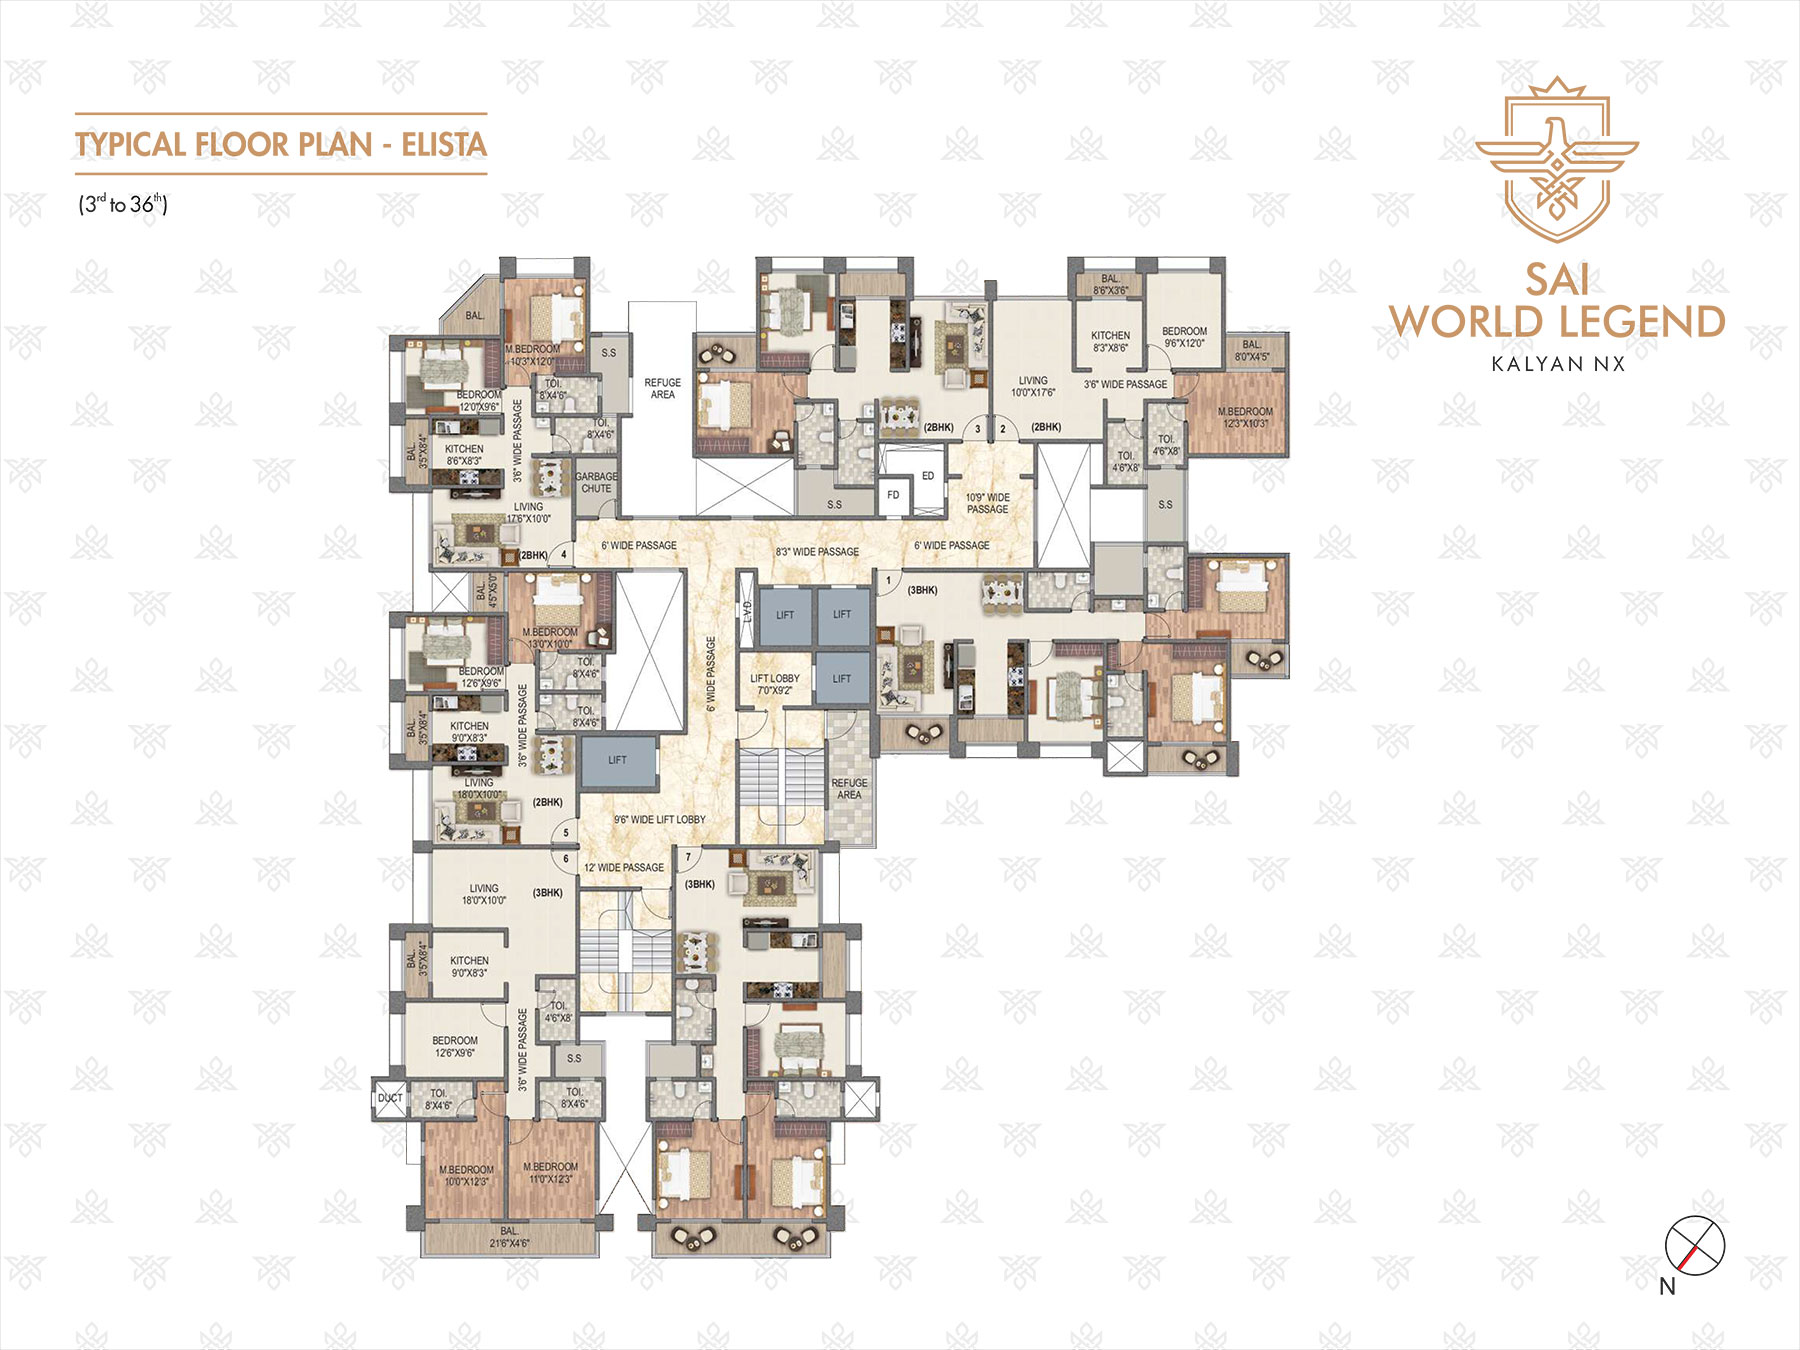 TYPICAL FLOOR PLAN - ELISTA
(3rd to 36th)
SAI
WORLD LEGEND
KALYAN NX
BAL.
M.BEDROOM
10'3"X12'0"
S.S
BEDROOM
12'0"X9'6"
TOI.
8'X4'6"
TOI.
8'X4'6"
BAL.
3'5"X8'4"
KITCHEN
8'6"X8'3"
3'6" WIDE PASSAGE
GARBAGE
CHUTE
LIVING
17'6"X10'0"
(2BHK)
4
REFUGE
AREA
S.S
(2BHK)
3
2
FD
ED
BAL.
8'6"X3'6"
KITCHEN
8'3"X8'6"
BEDROOM
9'6"X12'0"
BAL.
8'0"X4'5"
LIVING
10'0"X17'6"
3'6" WIDE PASSAGE
M.BEDROOM
12'3"X10'3"
(2BHK)
TOI.
4'6"X8'
TOI.
4'6"X8'
S.S
10'9" WIDE
PASSAGE
6' WIDE PASSAGE
8'3" WIDE PASSAGE
6' WIDE PASSAGE
1
(3BHK)
BAL.
4'5"X5'0"
M.BEDROOM
13'0"X10'0"
BEDROOM
12'6"X9'6"
TOI.
8'X4'6"
TOI.
8'X4'6"
BAL.
3'5"X8'4"
KITCHEN
9'0"X8'3"
3'6" WIDE PASSAGE
LIVING
18'0"X10'0"
(2BHK)
5
L.V.D.
LIFT
LIFT
LIFT
LIFT LOBBY
7'0"X9'2"
6' WIDE PASSAGE
LIFT
REFUGE
AREA
9'6" WIDE LIFT LOBBY
12' WIDE PASSAGE
6
7
LIVING
18'0"X10'0"
(3BHK)
(3BHK)
BAL.
3'5"X8'4"
KITCHEN
9'0"X8'3"
TOI.
4'6"X8'
BEDROOM
12'6"X9'6"
3'6" WIDE PASSAGE
S.S
DUCT
TOI.
8'X4'6"
TOI.
8'X4'6"
M.BEDROOM
10'0"X12'3"
M.BEDROOM
11'0"X12'3"
BAL.
21'6"X4'6"
N